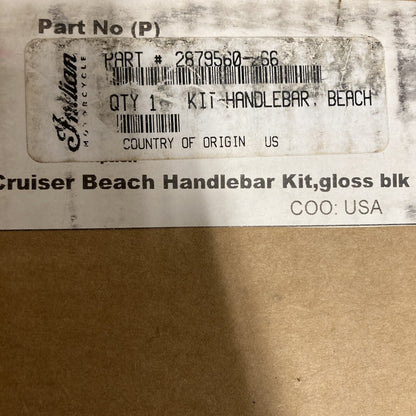 Part No (P)
Indian
MOTORCYCLE
PART # 2879560-266
QTY 1 KIT-HANDLEBAR, BEACH
COUNTRY OF ORIGIN US
Cruiser Beach Handlebar Kit,gloss blk
COO: USA